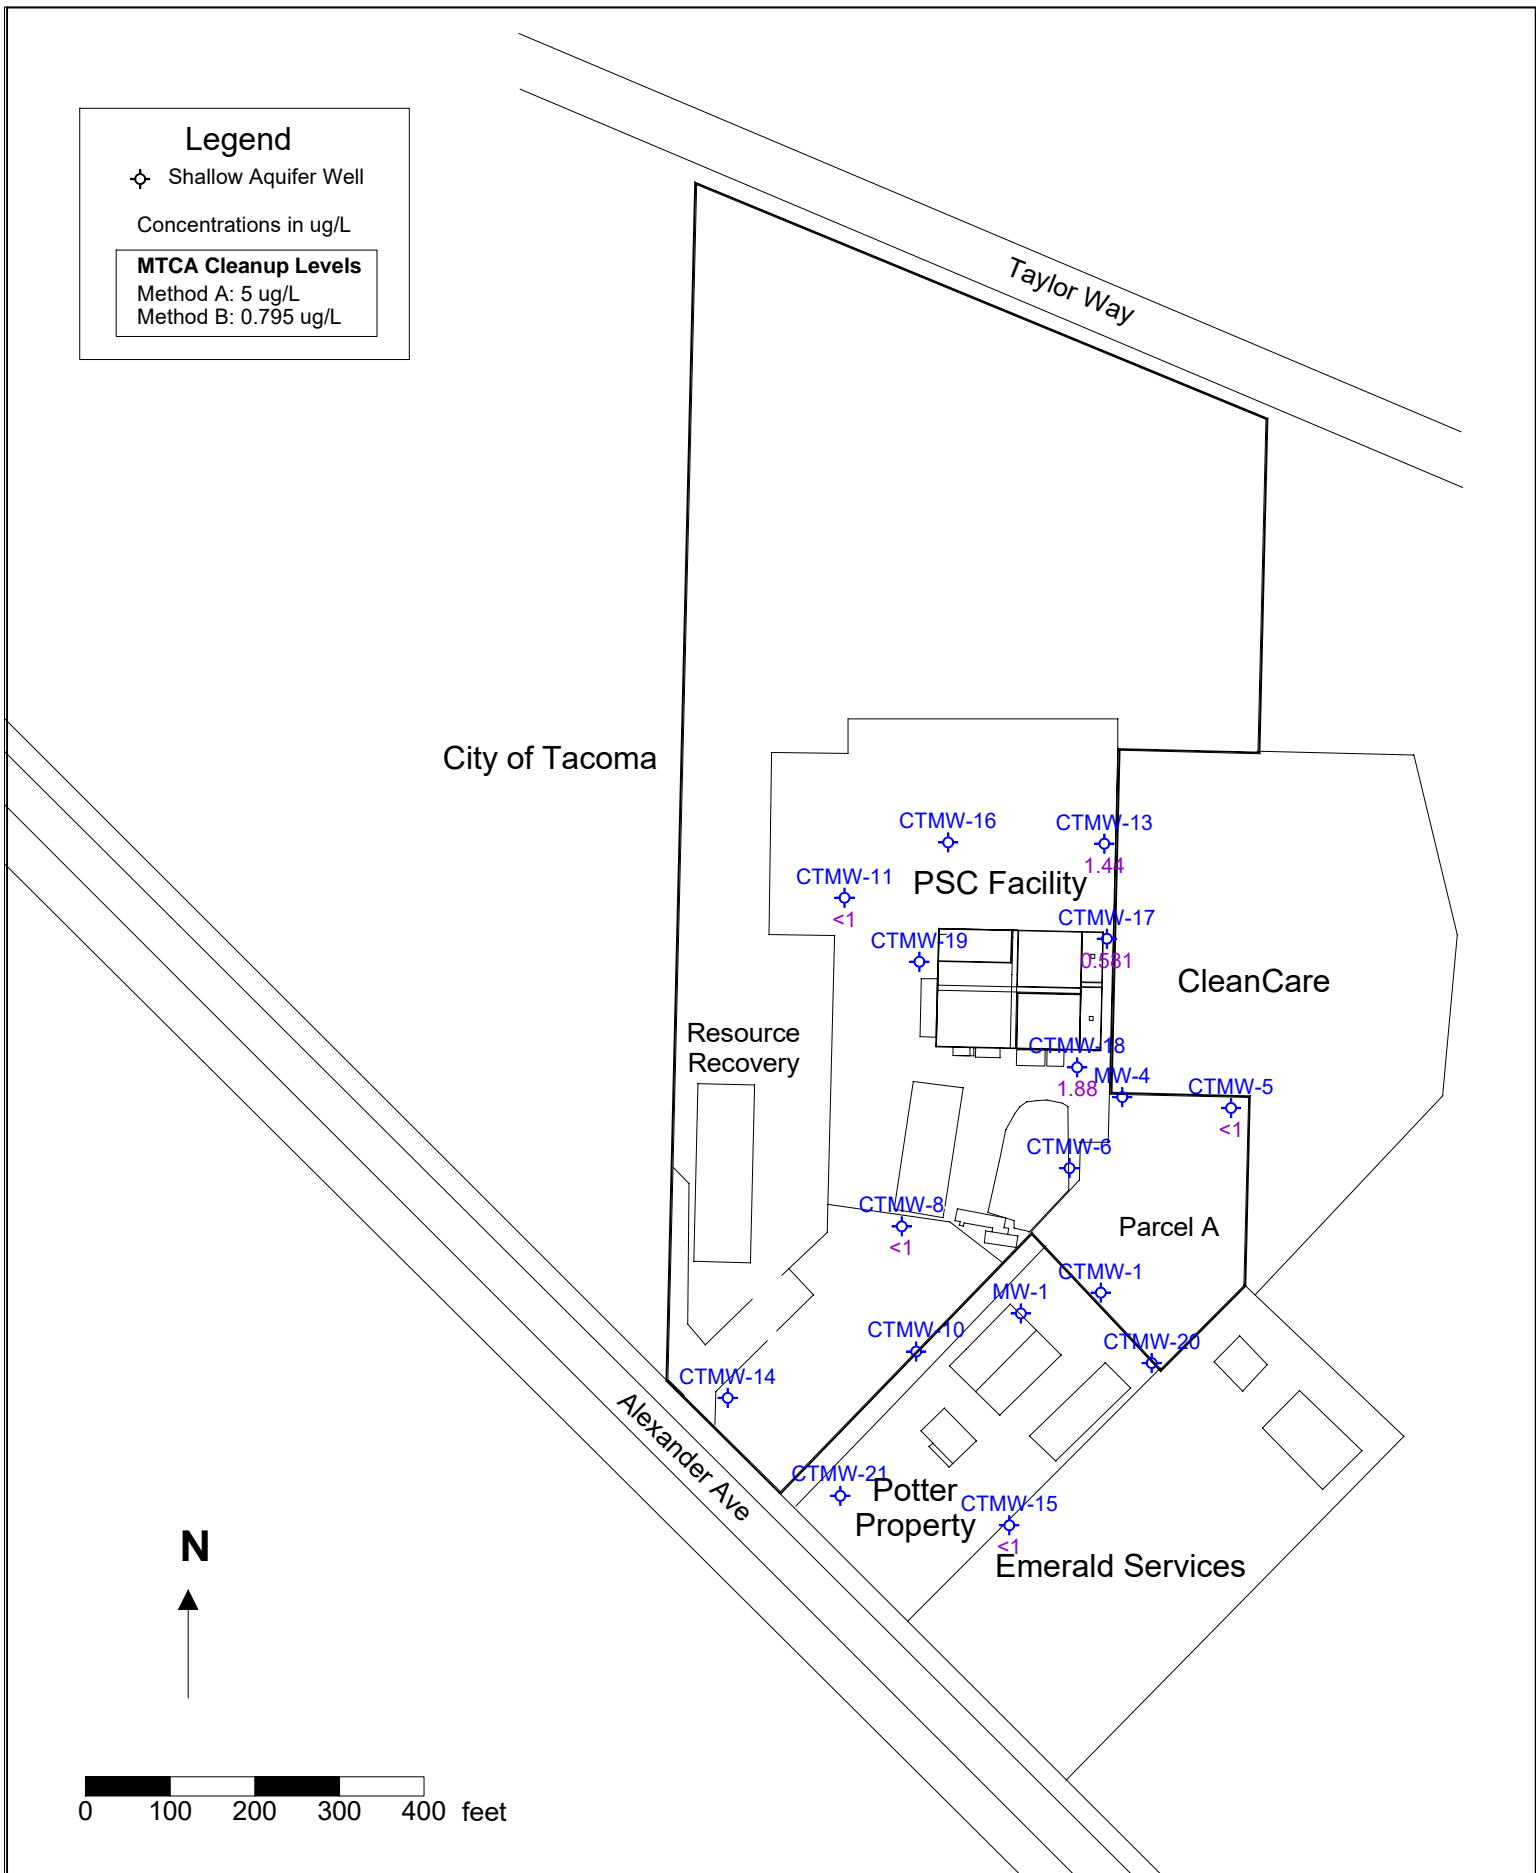 Legend
Shallow Aquifer Well
Concentrations in ug/L
MTCA Cleanup Levels
Method A: 5 ug/L
Method B: 0.795 ug/L
Taylor Way
City of Tacoma
CTMW-16
CTMW-13
1.44
CTMW-11
<1
PSC Facility
CTMW-17
0.581
CTMW-19
CleanCare
Resource
Recovery
CTMW-18
1.88
MW-4
CTMW-5
<1
CTMW-6
CTMW-8
<1
Parcel A
CTMW-1
MW-1
CTMW-10
CTMW-20
CTMW-14
Alexander Ave
CTMW-21
Potter
Property
CTMW-15
<1
Emerald Services
N
0 100 200 300 400 feet